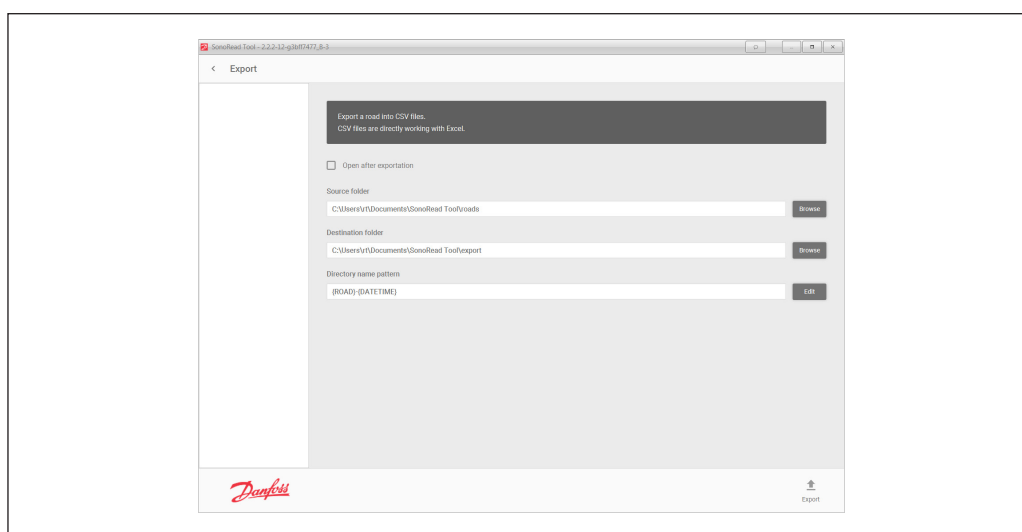 SonoRead Tool - 2.2.2-12-g3bff7477_B-3
Export
Export a road into CSV files.
CSV files are directly working with Excel.
Open after exportation
Source folder
C:\Users\rt\Documents\SonoRead Tool\roads
Browse
Destination folder
C:\Users\rt\Documents\SonoRead Tool\export
Browse
Directory name pattern
{ROAD}-{DATETIME}
Edit
Danfoss
Export